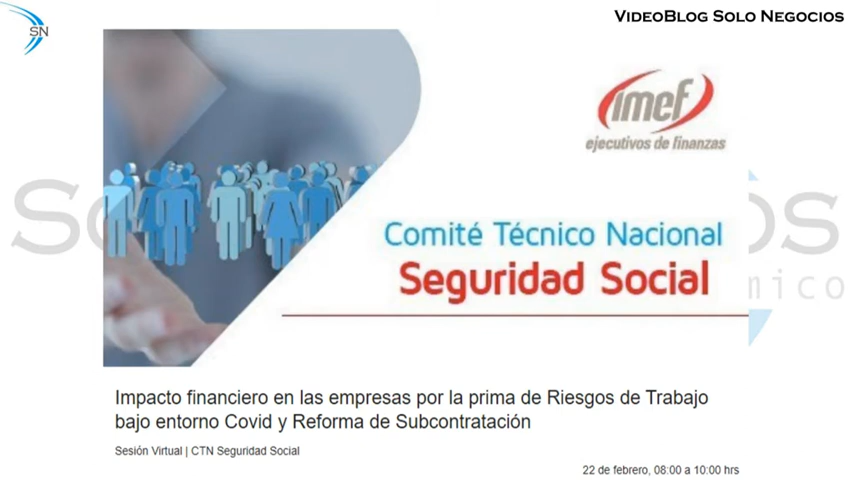 SN
VideoBlog Solo Negocios
imef
ejecutivos de finanzas
Comité Técnico Nacional
Seguridad Social
mico
Impacto financiero en las empresas por la prima de Riesgos de Trabajo
bajo entorno Covid y Reforma de Subcontratación
Sesión Virtual | CTN Seguridad Social
22 de febrero, 08:00 a 10:00 hrs